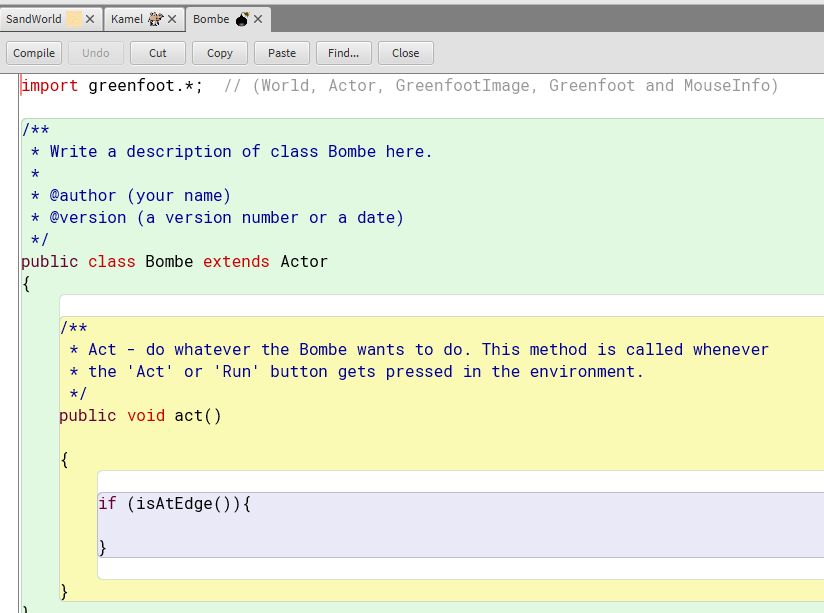 SandWorld Kamel Bombe
Compile Undo Cut Copy Paste Find... Close
import greenfoot.*;  // (World, Actor, GreenfootImage, Greenfoot and MouseInfo)
/**
 * Write a description of class Bombe here.
 *
 * @author (your name)
 * @version (a version number or a date)
 */
public class Bombe extends Actor
{
    /**
     * Act - do whatever the Bombe wants to do. This method is called whenever
     * the 'Act' or 'Run' button gets pressed in the environment.
     */
    public void act()
    {
        if (isAtEdge()){
        }
    }
}